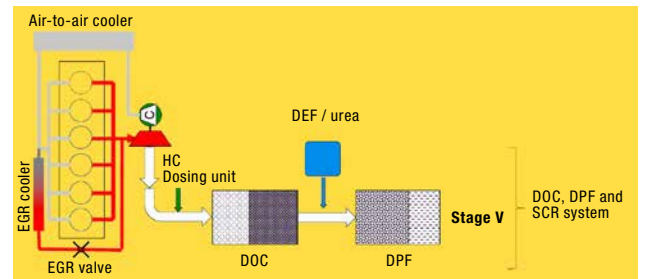 Air-to-air cooler
C
DEF / urea
HC
Dosing unit
EGR cooler
Stage V
DOC, DPF and
SCR system
EGR valve
DOC
DPF